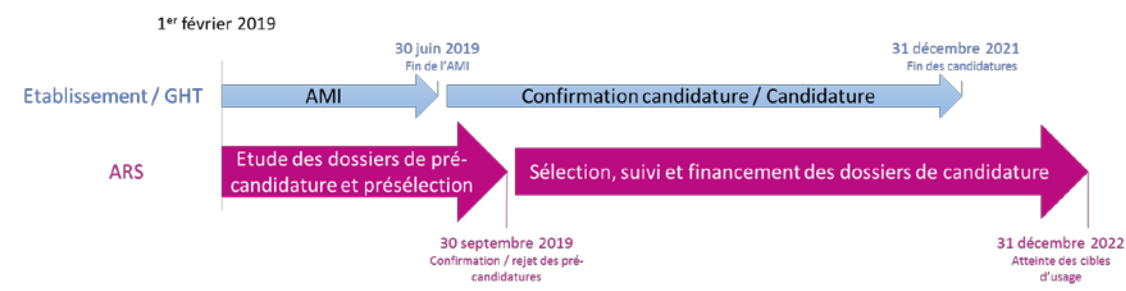 1er février 2019
30 juin 2019
Fin de l'AMI
31 décembre 2021
Fin des candidatures
Etablissement / GHT
AMI
Confirmation candidature / Candidature
ARS
Etude des dossiers de pré-
candidature et présélection
Sélection, suivi et financement des dossiers de candidature
30 septembre 2019
Confirmation / rejet des pré-
candidatures
31 décembre 2022
Atteinte des cibles
d'usage